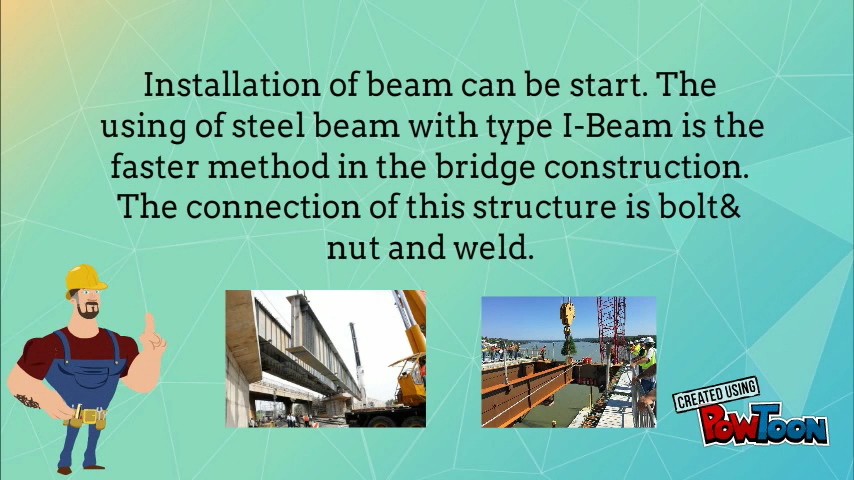 Installation of beam can be start. The
using of steel beam with type I-Beam is the
faster method in the bridge construction.
The connection of this structure is bolt&
nut and weld.
CREATED USING
POWTOON